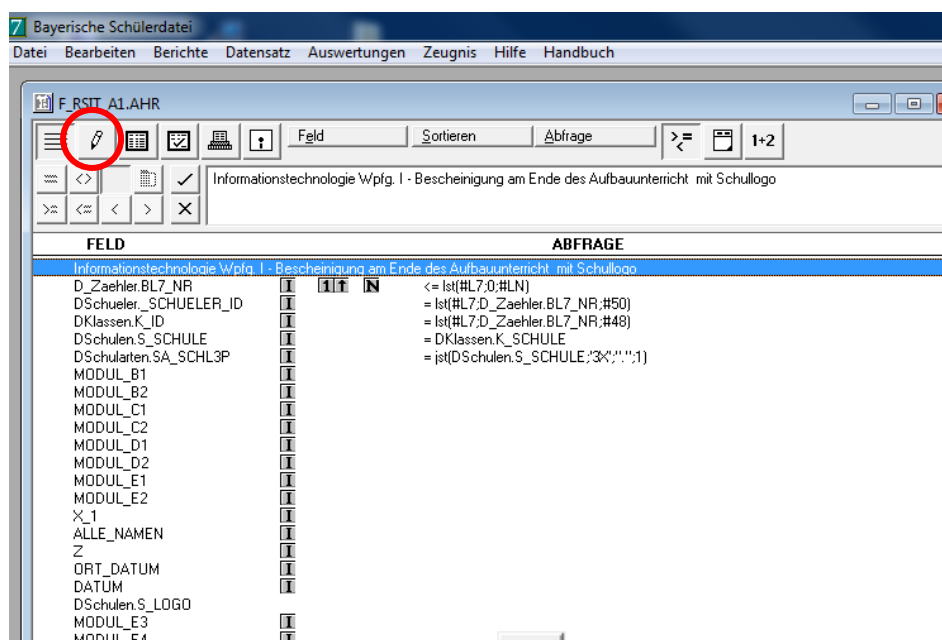 7 Bayerische Schülerdatei
Datei Bearbeiten Berichte Datensatz Auswertungen Zeugnis Hilfe Handbuch
F_RSIT_A1.AHR
Feld Sortieren Abfrage >=< 1+2
== <> Informationstechnologie Wpfg. I - Bescheinigung am Ende des Aufbauunterricht mit Schullogo
>= <= < >
FELD ABFRAGE
Informationstechnologie Wpfg. I - Bescheinigung am Ende des Aufbauunterricht mit Schullogo
D_Zaehler.BL7_NR I 1↑ N <= lst(#L7;0;#LN)
DSchueler._SCHUELER_ID I = lst(#L7;D_Zaehler.BL7_NR;#50)
DKlassen.K_ID I = lst(#L7;D_Zaehler.BL7_NR;#48)
DSchulen.S_SCHULE I = DKlassen.K_SCHULE
DSchularten.SA_SCHL3P I = jst(DSchulen.S_SCHULE;'3X';".";1)
MODUL_B1 I
MODUL_B2 I
MODUL_C1 I
MODUL_C2 I
MODUL_D1 I
MODUL_D2 I
MODUL_E1 I
MODUL_E2 I
X_1 I
ALLE_NAMEN I
Z I
ORT_DATUM I
DATUM I
DSchulen.S_LOGO
MODUL_E3 I
MODUL_E4 I